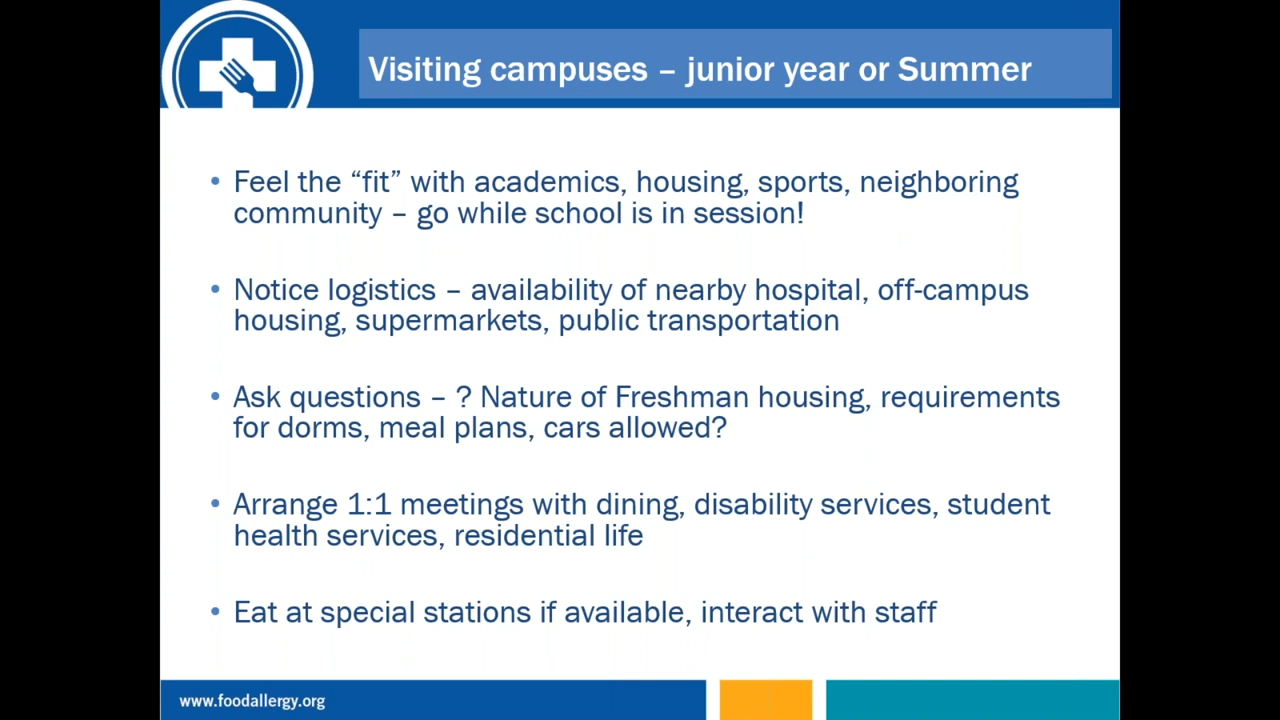 Visiting campuses – junior year or Summer
• Feel the “fit” with academics, housing, sports, neighboring
community – go while school is in session!
• Notice logistics – availability of nearby hospital, off-campus
housing, supermarkets, public transportation
• Ask questions – ? Nature of Freshman housing, requirements
for dorms, meal plans, cars allowed?
• Arrange 1:1 meetings with dining, disability services, student
health services, residential life
• Eat at special stations if available, interact with staff
www.foodallergy.org